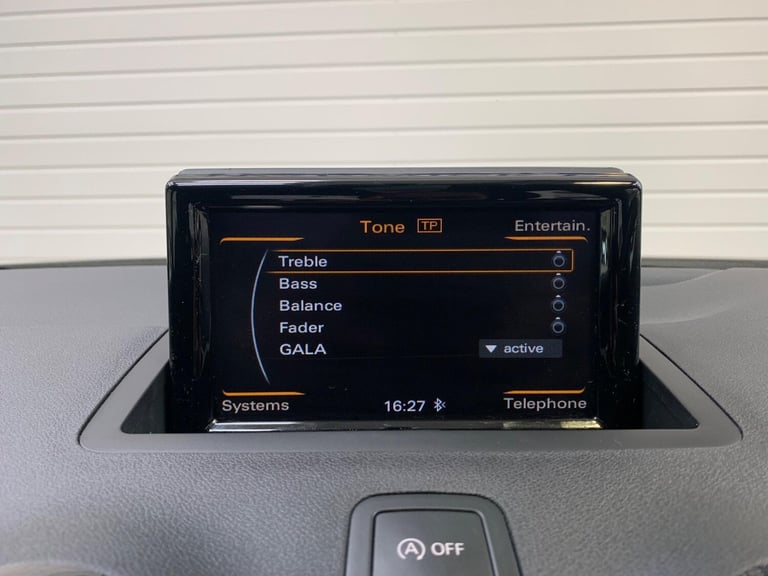 Tone TP Entertain.
Treble
Bass
Balance
Fader
GALA active
Systems 16:27 Telephone
A OFF